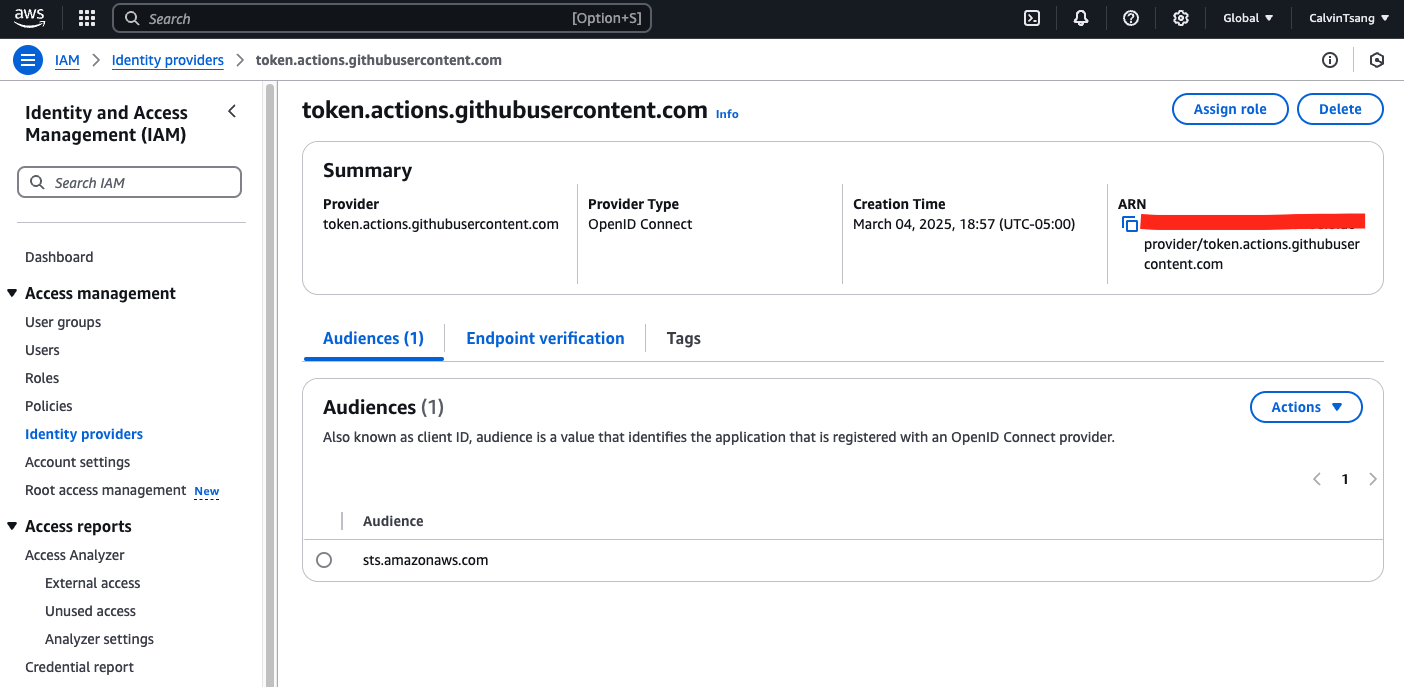 aws
Search
[Option+S]
Global
CalvinTsang
IAM
Identity providers
token.actions.githubusercontent.com
Identity and Access
Management (IAM)
Search IAM
Dashboard
Access management
User groups
Users
Roles
Policies
Identity providers
Account settings
Root access management New
Access reports
Access Analyzer
External access
Unused access
Analyzer settings
Credential report
token.actions.githubusercontent.com Info
Assign role
Delete
Summary
Provider
token.actions.githubusercontent.com
Provider Type
OpenID Connect
Creation Time
March 04, 2025, 18:57 (UTC-05:00)
ARN
provider/token.actions.githubuser
content.com
Audiences (1)
Endpoint verification
Tags
Audiences (1)
Actions
Also known as client ID, audience is a value that identifies the application that is registered with an OpenID Connect provider.
1
Audience
sts.amazonaws.com